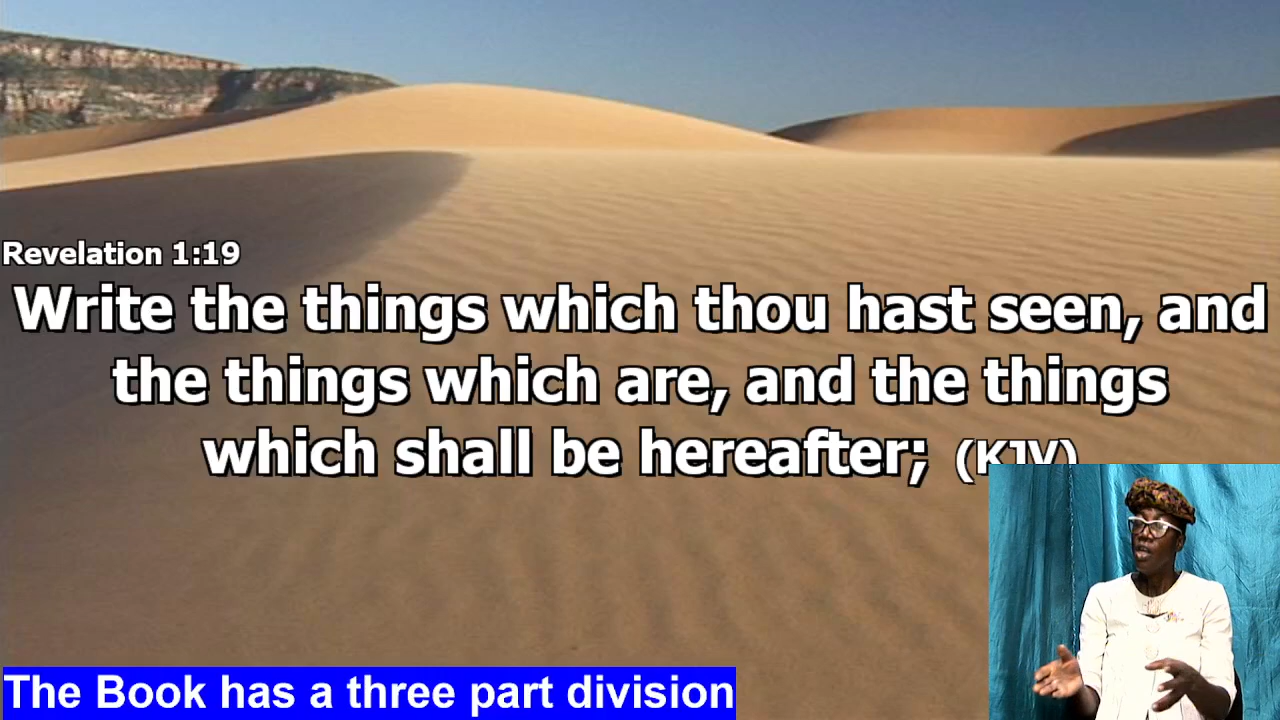 Revelation 1:19
Write the things which thou hast seen, and
the things which are, and the things
which shall be hereafter; (KJV)
The Book has a three part division